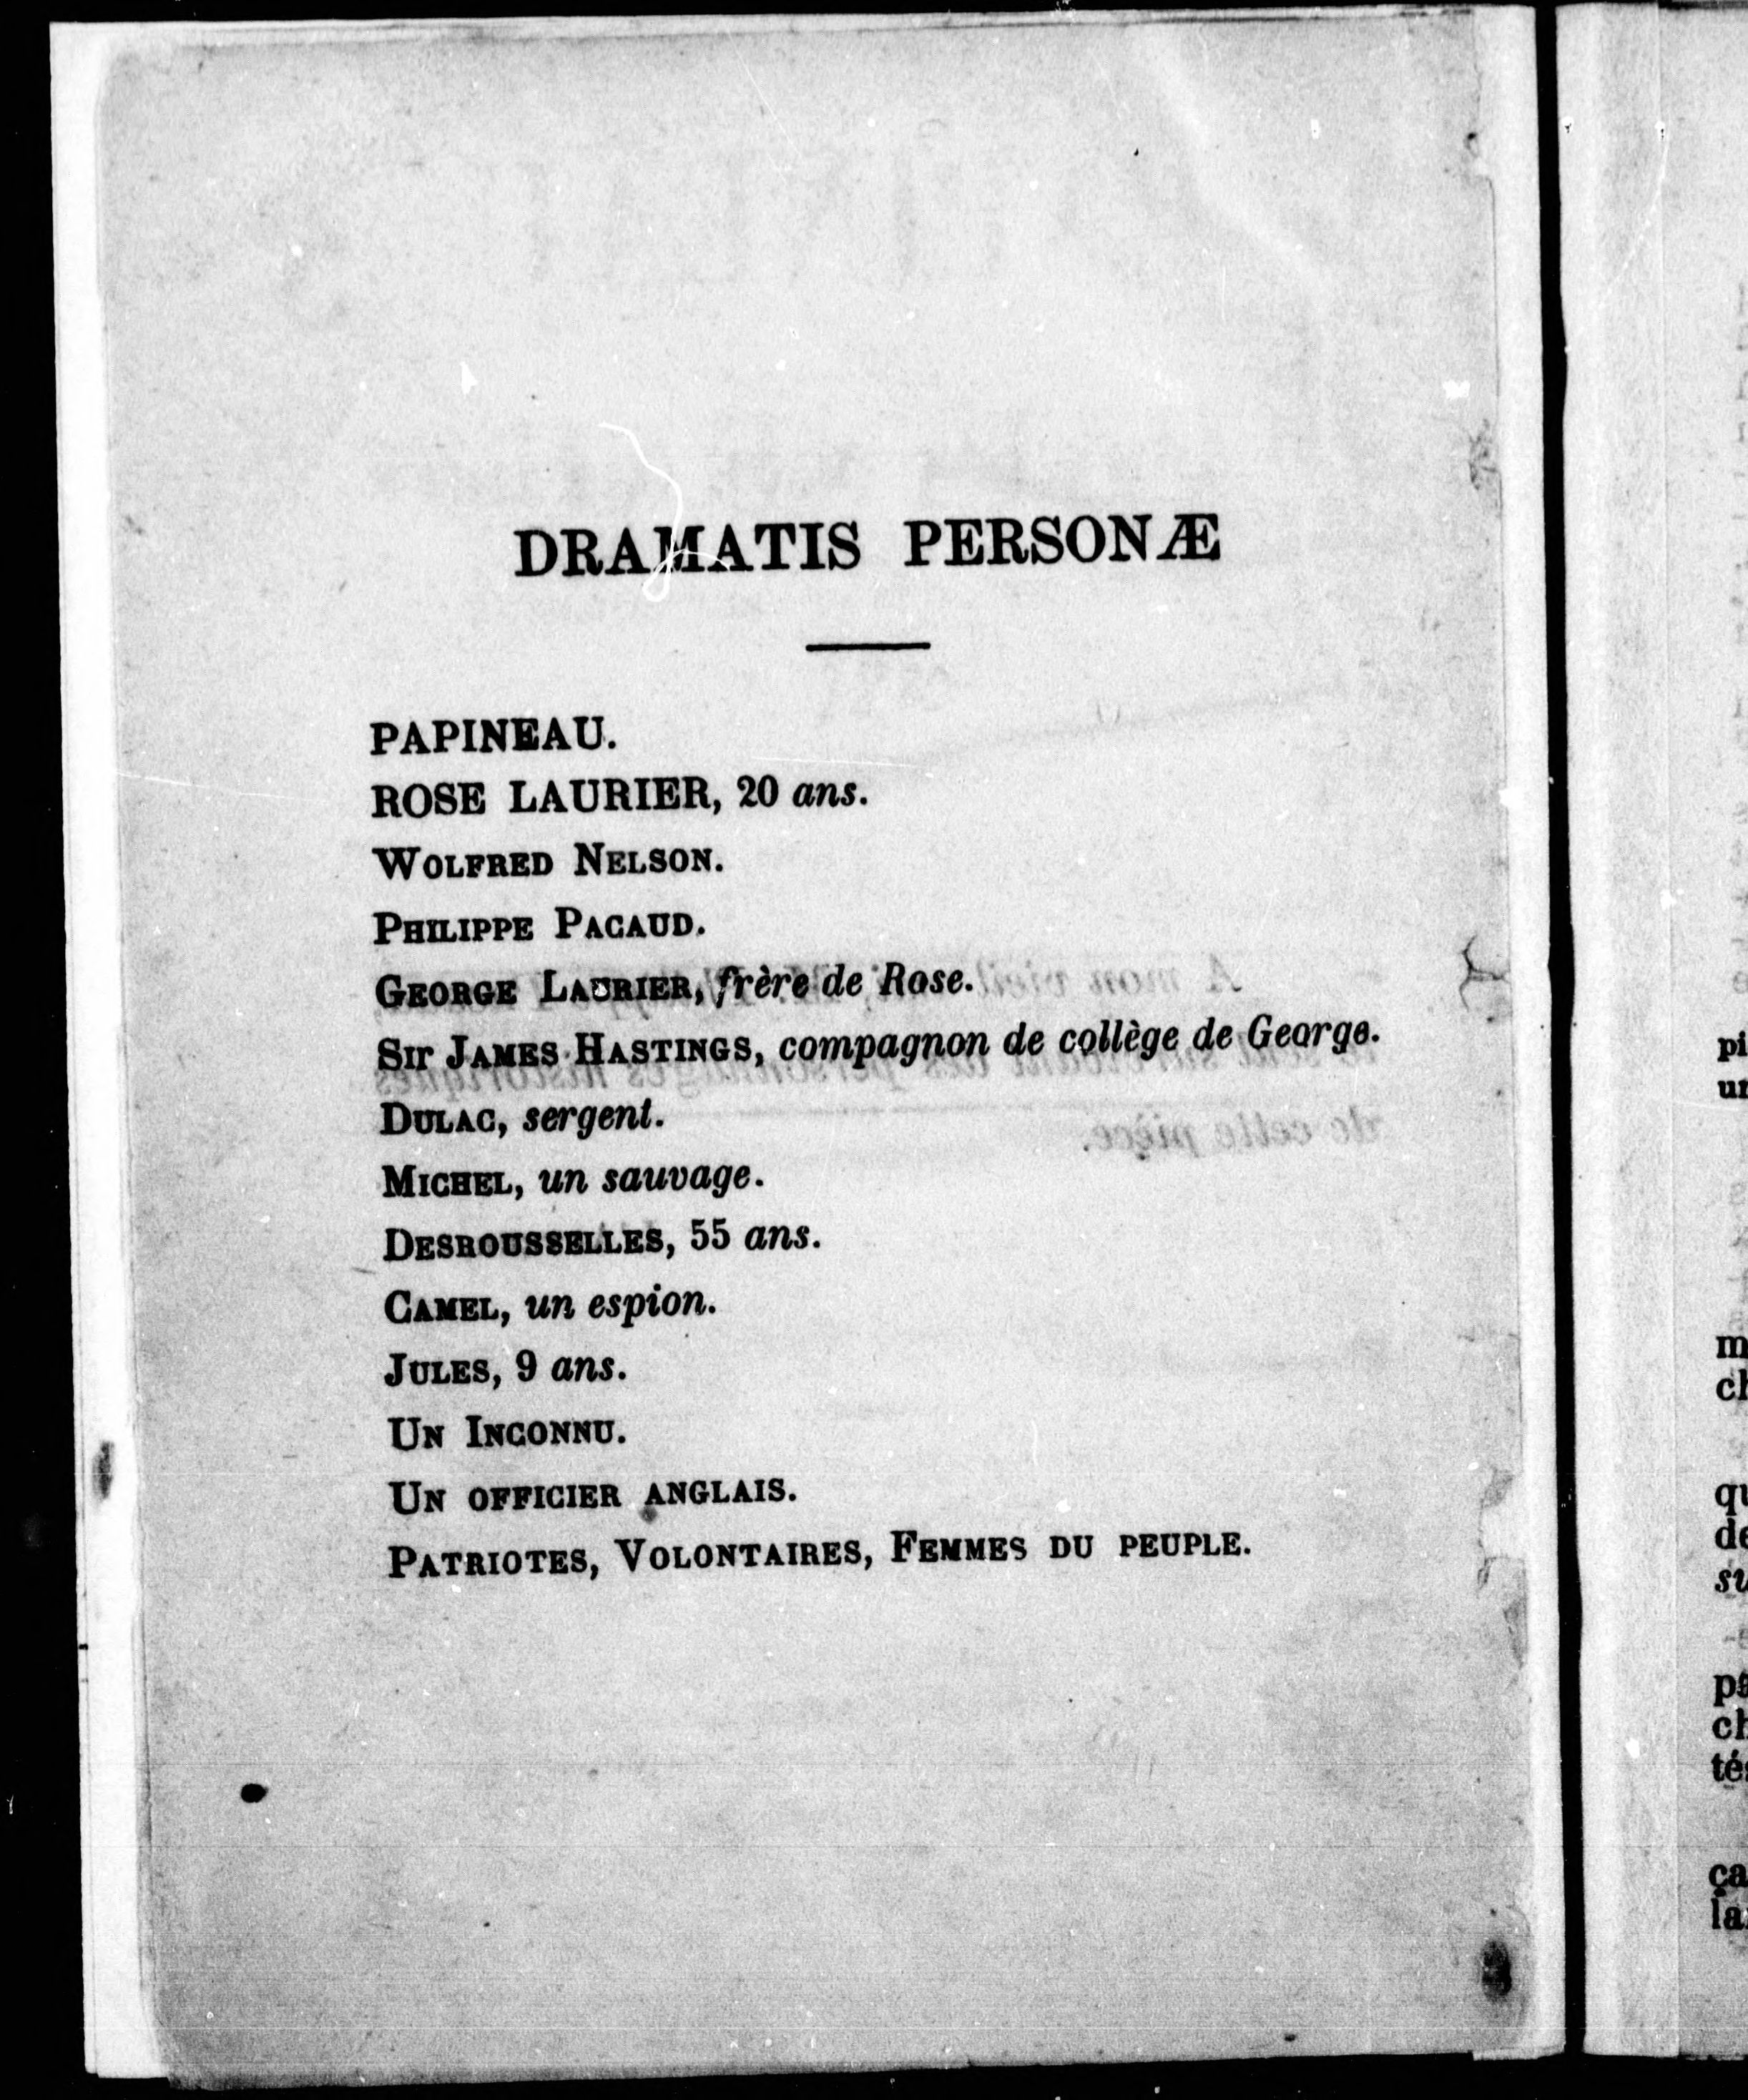 DRAMATIS PERSONÆ
PAPINEAU.
ROSE LAURIER, 20 ans.
WOLFRED NELSON.
PHILIPPE PACAUD.
GEORGE LAURIER, frère de Rose.
SIR JAMES HASTINGS, compagnon de collège de George.
DULAC, sergent.
MICHEL, un sauvage.
DESROUSSELLES, 55 ans.
CAMEL, un espion.
JULES, 9 ans.
UN INCONNU.
UN OFFICIER ANGLAIS.
PATRIOTES, VOLONTAIRES, FEMMES DU PEUPLE.